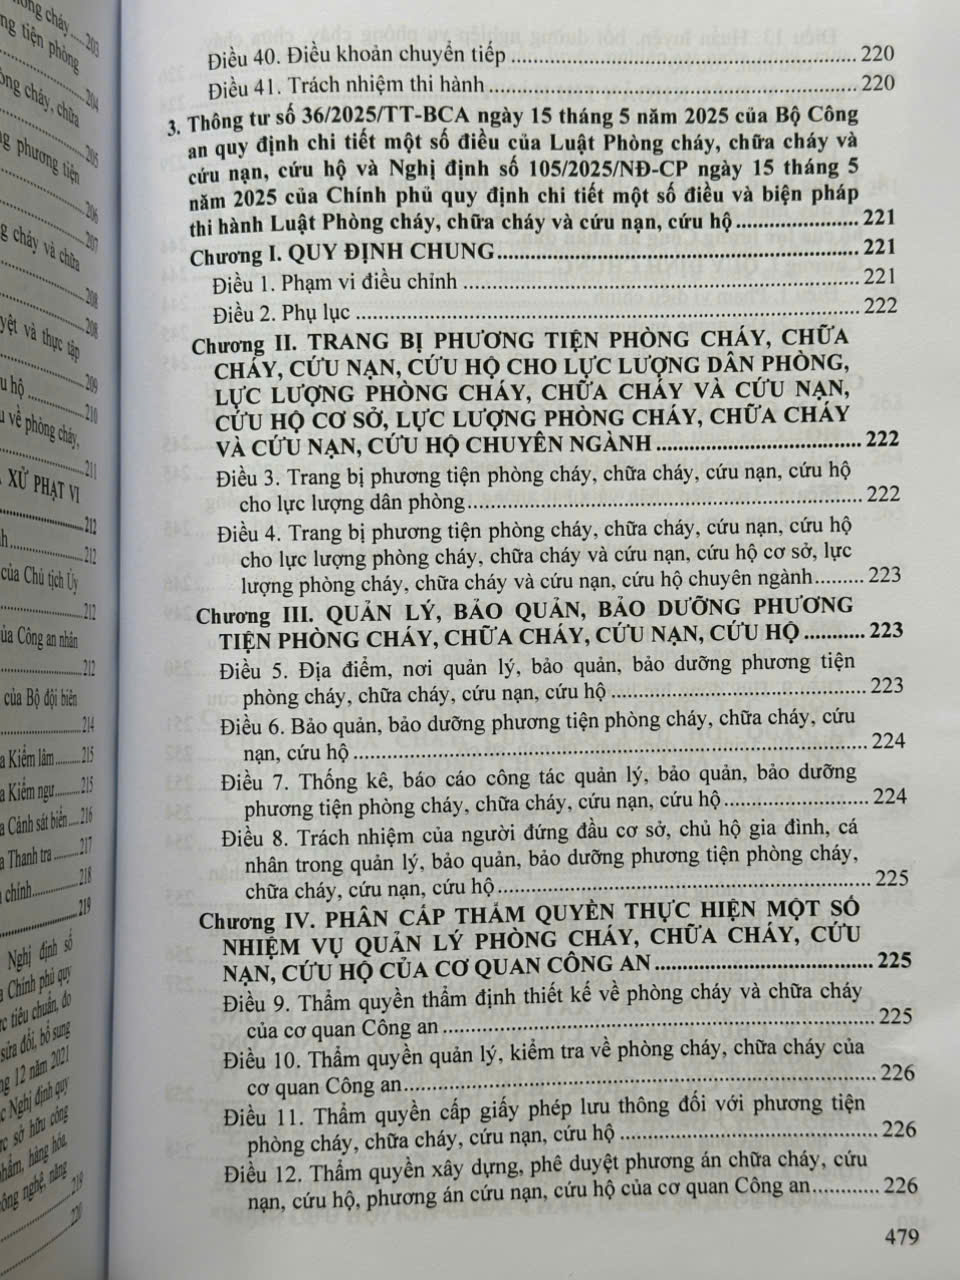 Điều 40. Điều khoản chuyển tiếp ..... 220
Điều 41. Trách nhiệm thi hành ..... 220
3. Thông tư số 36/2025/TT-BCA ngày 15 tháng 5 năm 2025 của Bộ Công
an quy định chi tiết một số điều của Luật Phòng cháy, chữa cháy và
cứu nạn, cứu hộ và Nghị định số 105/2025/NĐ-CP ngày 15 tháng 5
năm 2025 của Chính phủ quy định chi tiết một số điều và biện pháp
thi hành Luật Phòng cháy, chữa cháy và cứu nạn, cứu hộ ..... 221
Chương I. QUY ĐỊNH CHUNG ..... 221
Điều 1. Phạm vi điều chỉnh ..... 221
Điều 2. Phụ lục ..... 222
Chương II. TRANG BỊ PHƯƠNG TIỆN PHÒNG CHÁY, CHỮA
CHÁY, CỨU NẠN, CỨU HỘ CHO LỰC LƯỢNG DÂN PHÒNG,
LỰC LƯỢNG PHÒNG CHÁY, CHỮA CHÁY VÀ CỨU NẠN,
CỨU HỘ CƠ SỞ, LỰC LƯỢNG PHÒNG CHÁY, CHỮA CHÁY
VÀ CỨU NẠN, CỨU HỘ CHUYÊN NGÀNH ..... 222
Điều 3. Trang bị phương tiện phòng cháy, chữa cháy, cứu nạn, cứu hộ
cho lực lượng dân phòng ..... 222
Điều 4. Trang bị phương tiện phòng cháy, chữa cháy, cứu nạn, cứu hộ
cho lực lượng phòng cháy, chữa cháy và cứu nạn, cứu hộ cơ sở, lực
lượng phòng cháy, chữa cháy và cứu nạn, cứu hộ chuyên ngành ..... 223
Chương III. QUẢN LÝ, BẢO QUẢN, BẢO DƯỠNG PHƯƠNG
TIỆN PHÒNG CHÁY, CHỮA CHÁY, CỨU NẠN, CỨU HỘ ..... 223
Điều 5. Địa điểm, nơi quản lý, bảo quản, bảo dưỡng phương tiện
phòng cháy, chữa cháy, cứu nạn, cứu hộ ..... 223
Điều 6. Bảo quản, bảo dưỡng phương tiện phòng cháy, chữa cháy, cứu
nạn, cứu hộ ..... 224
Điều 7. Thống kê, báo cáo công tác quản lý, bảo quản, bảo dưỡng
phương tiện phòng cháy, chữa cháy, cứu nạn, cứu hộ ..... 224
Điều 8. Trách nhiệm của người đứng đầu cơ sở, chủ hộ gia đình, cá
nhân trong quản lý, bảo quản, bảo dưỡng phương tiện phòng cháy,
chữa cháy, cứu nạn, cứu hộ ..... 225
Chương IV. PHÂN CẤP THẨM QUYỀN THỰC HIỆN MỘT SỐ
NHIỆM VỤ QUẢN LÝ PHÒNG CHÁY, CHỮA CHÁY, CỨU
NẠN, CỨU HỘ CỦA CƠ QUAN CÔNG AN ..... 225
Điều 9. Thẩm quyền thẩm định thiết kế về phòng cháy và chữa cháy
của cơ quan Công an ..... 225
Điều 10. Thẩm quyền quản lý, kiểm tra về phòng cháy, chữa cháy của
cơ quan Công an ..... 226
Điều 11. Thẩm quyền cấp giấy phép lưu thông đối với phương tiện
phòng cháy, chữa cháy, cứu nạn, cứu hộ ..... 226
Điều 12. Thẩm quyền xây dựng, phê duyệt phương án chữa cháy, cứu
nạn, cứu hộ, phương án cứu nạn, cứu hộ của cơ quan Công an ..... 226
479